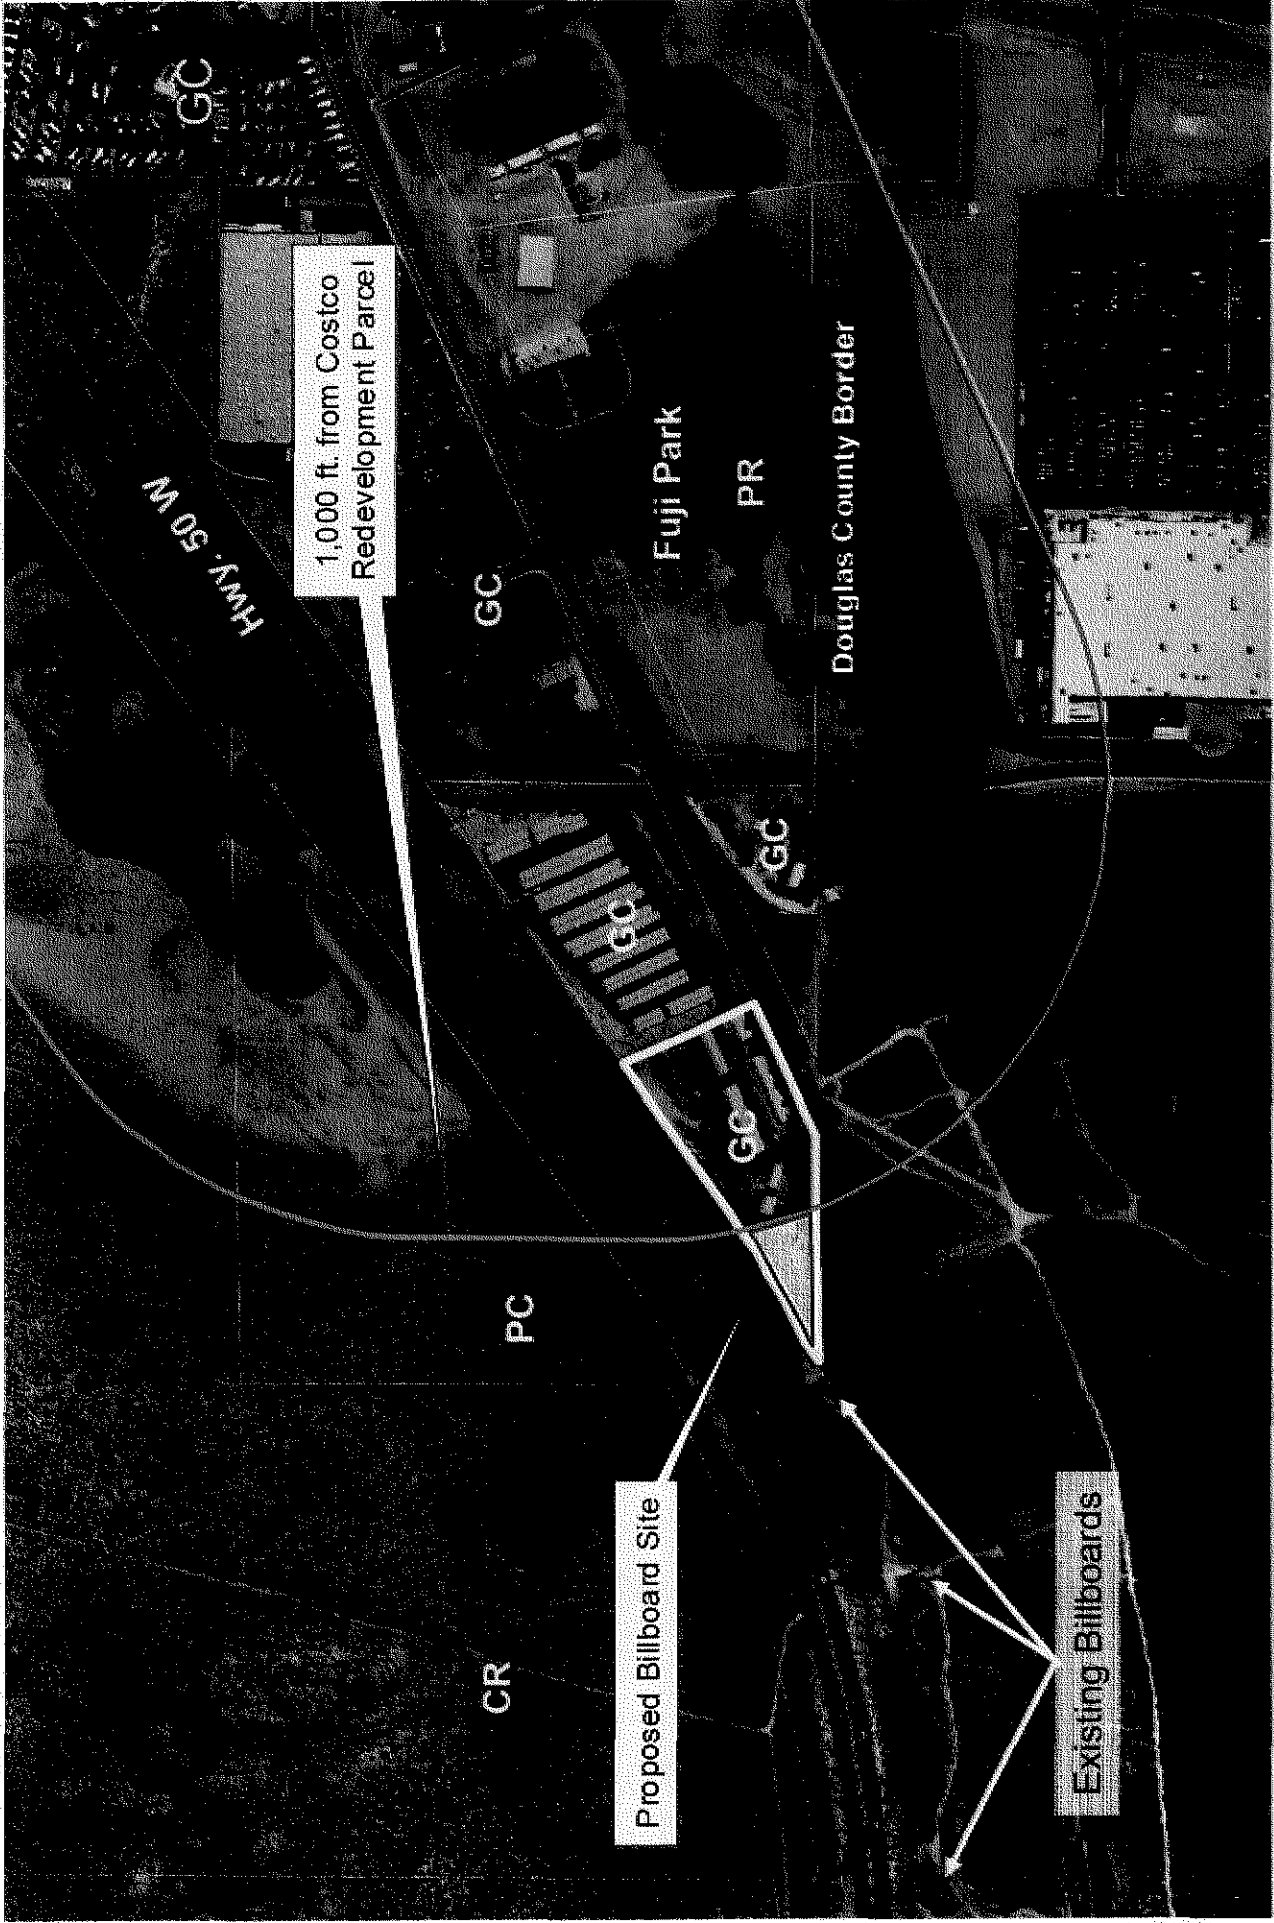 GC
Hwy. 50 W
1,000 ft. from Costco
Redevelopment Parcel
GC
Fuji Park
PR
Douglas County Border
GC
GC
GC
PC
Proposed Billboard Site
CR
Existing Billboards